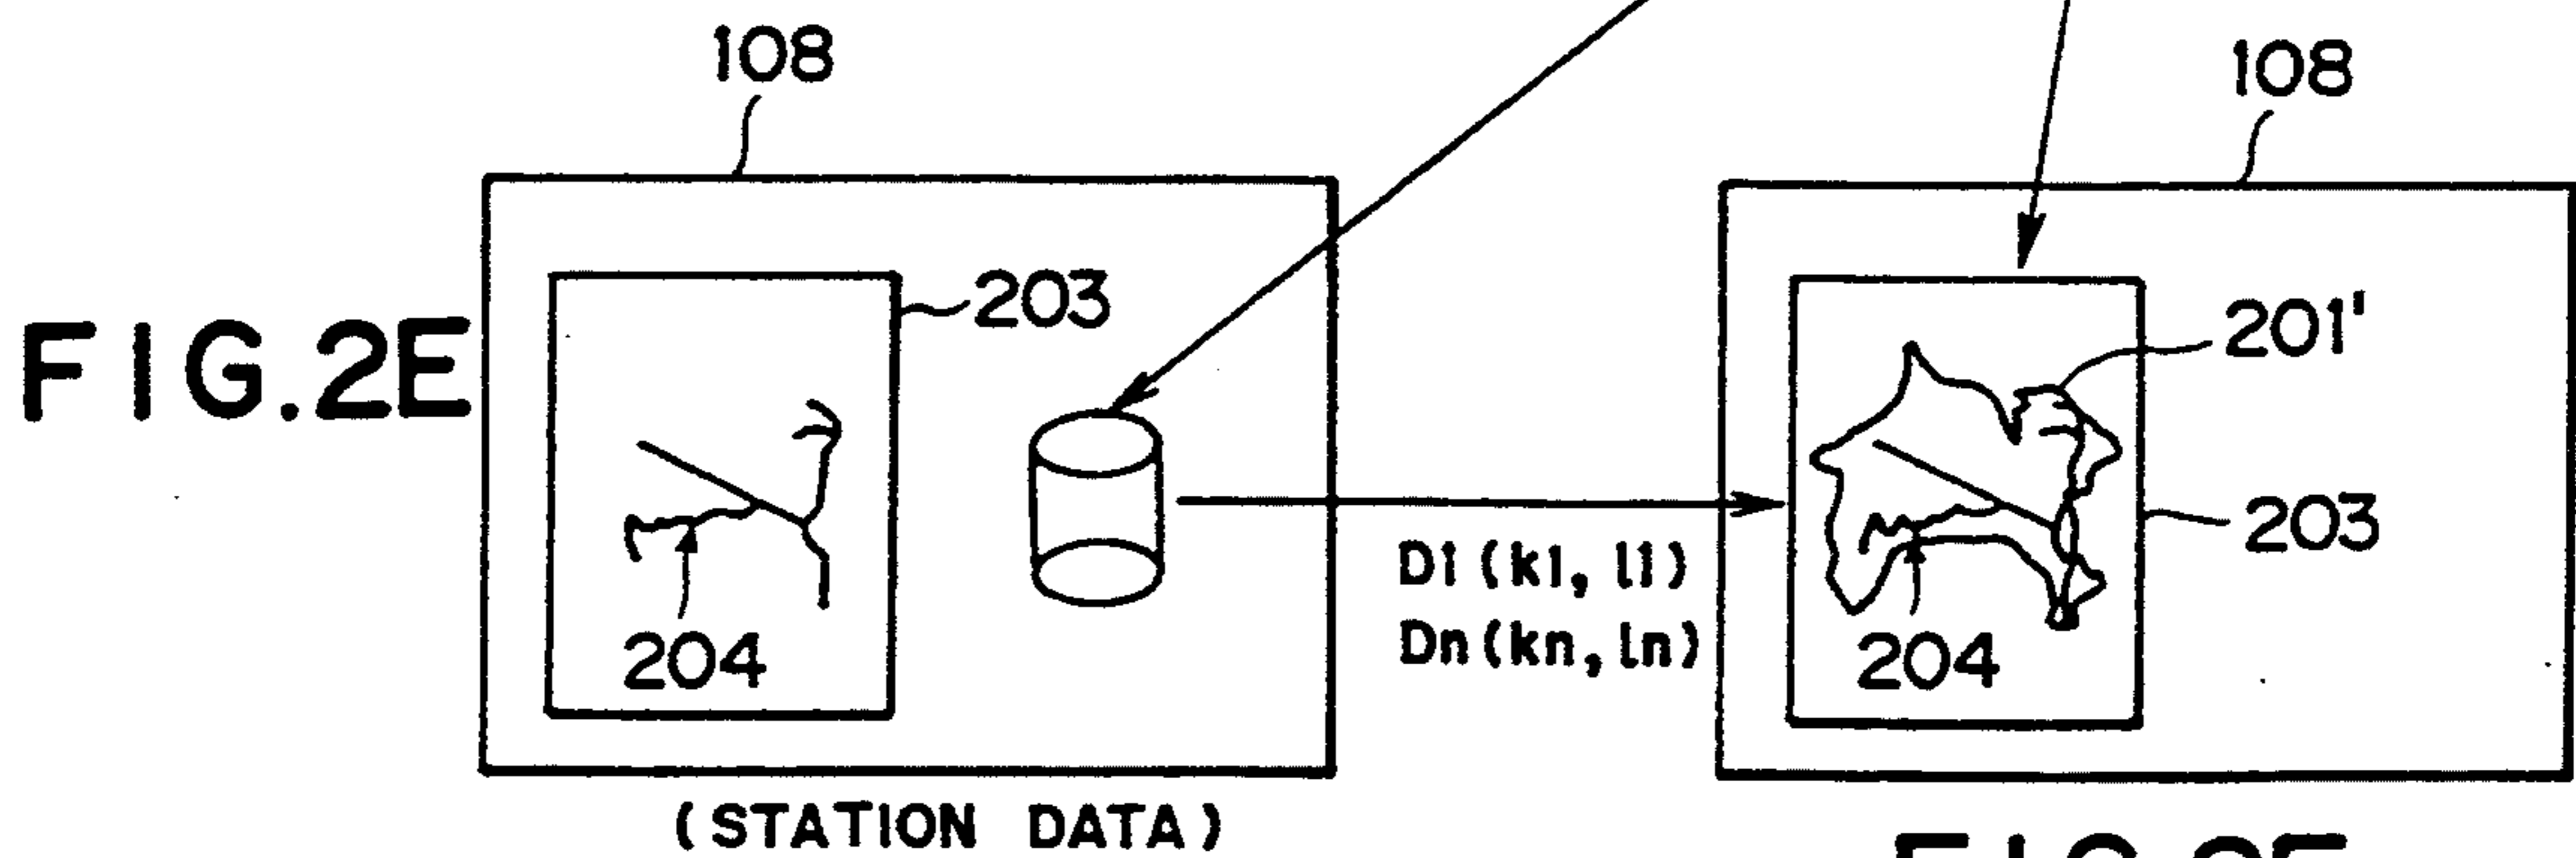 108
108
203
201'
FIG.2E
203
D1(k1, l1)
Dn(kn, ln)
204
204
(STATION DATA)